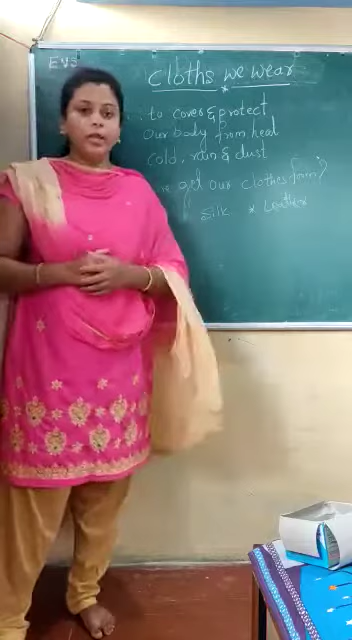 EVS
Cloths we wear
to cover & protect
Our body from heat
cold, rain & dust
get our clothes from?
Silk * Leather